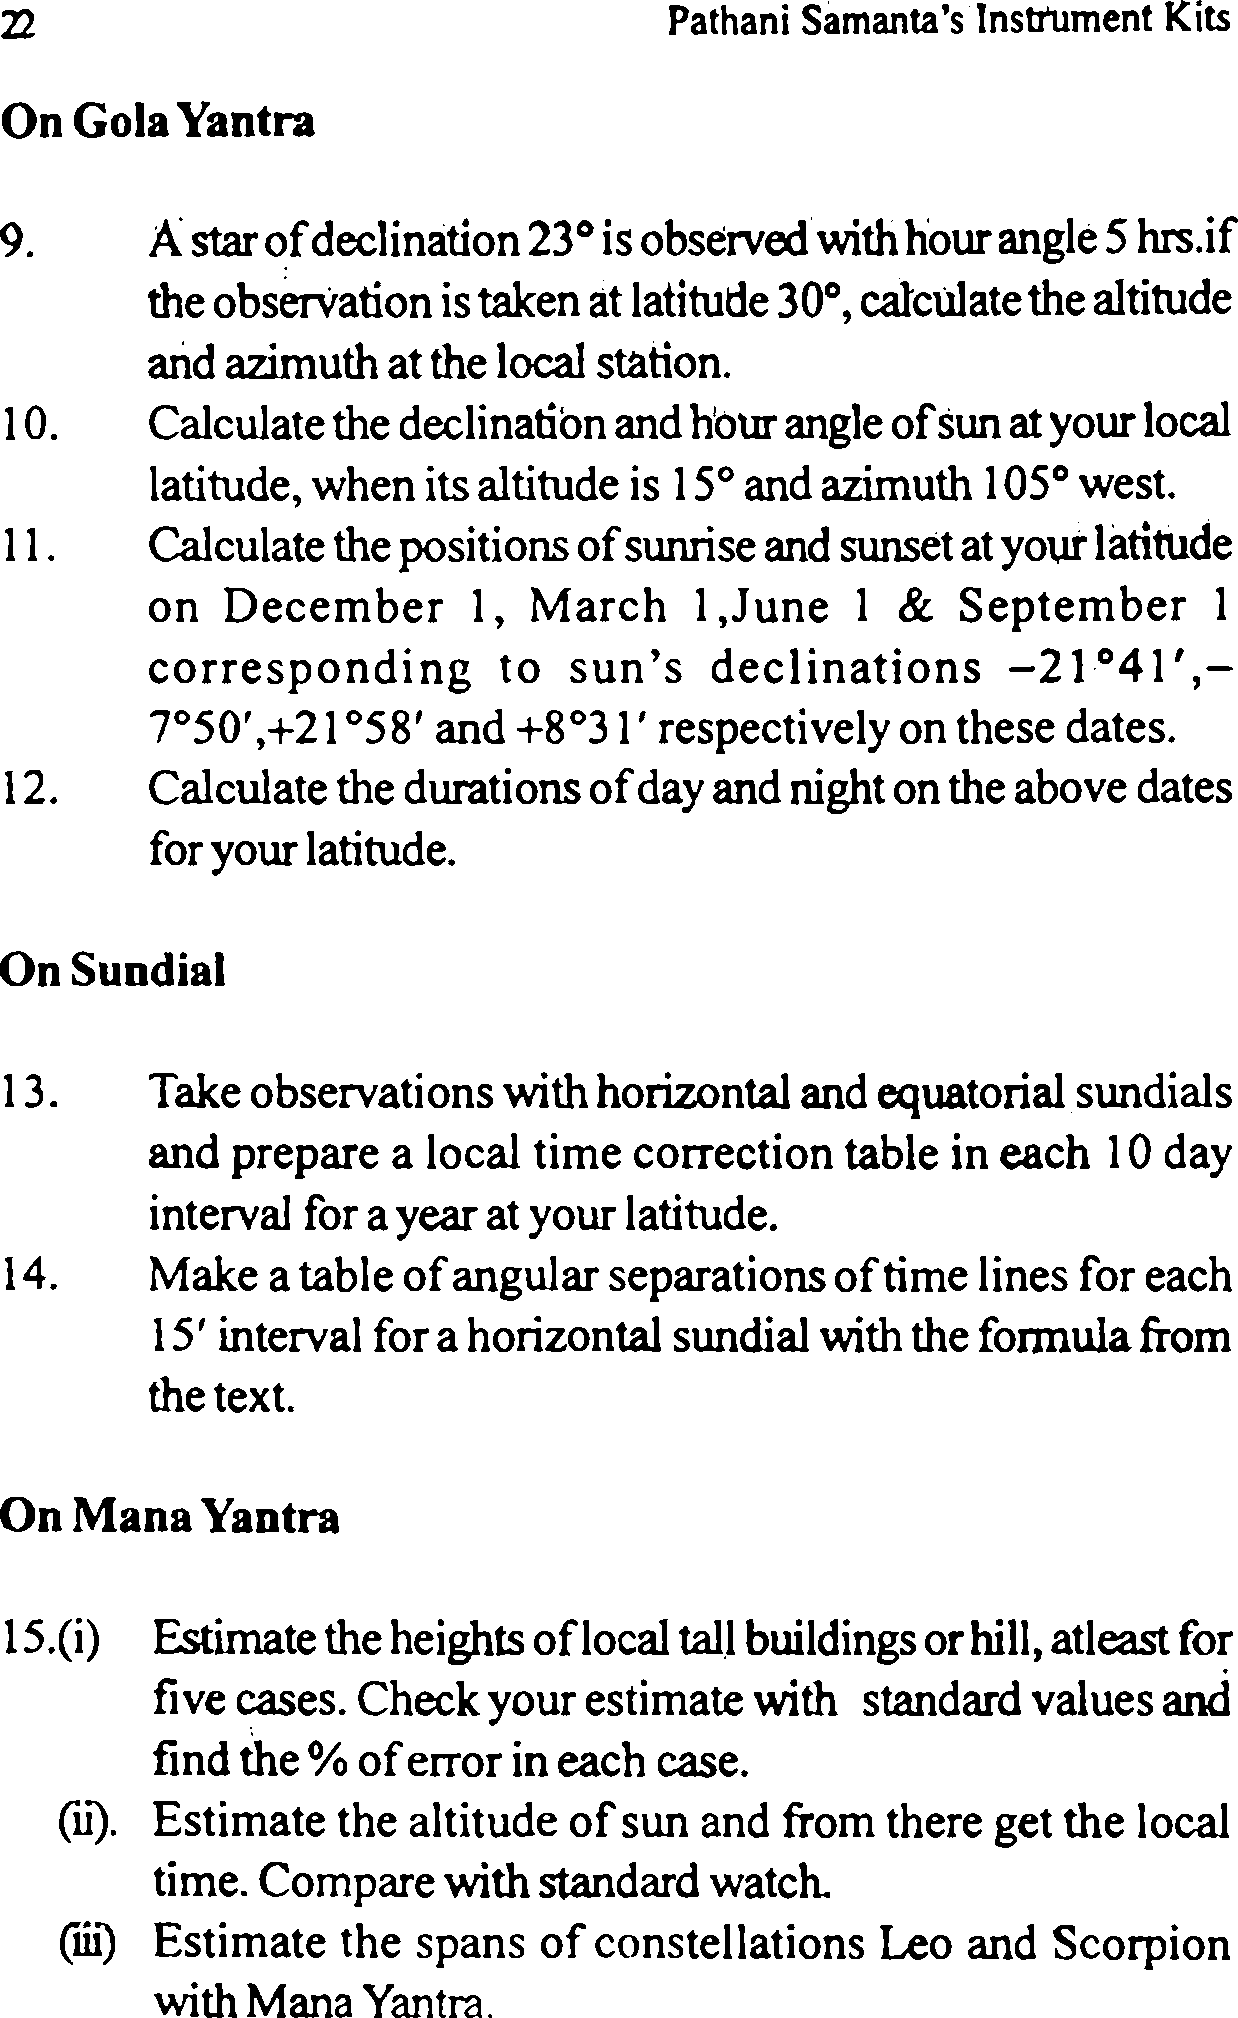 22 Pathani Samanta's Instrument Kits
On Gola Yantra
9. A star of declination 23° is observed with hour angle 5 hrs.if
the observation is taken at latitude 30°, calculate the altitude
and azimuth at the local station.
10. Calculate the declination and hour angle of sun at your local
latitude, when its altitude is 15° and azimuth 105° west.
11. Calculate the positions of sunrise and sunset at your latitude
on December 1, March 1,June 1 & September 1
corresponding to sun's declinations –21°41′,–
7°50′,+21°58′ and +8°31′ respectively on these dates.
12. Calculate the durations of day and night on the above dates
for your latitude.
On Sundial
13. Take observations with horizontal and equatorial sundials
and prepare a local time correction table in each 10 day
interval for a year at your latitude.
14. Make a table of angular separations of time lines for each
15′ interval for a horizontal sundial with the formula from
the text.
On Mana Yantra
15.(i) Estimate the heights of local tall buildings or hill, atleast for
five cases. Check your estimate with standard values and
find the % of error in each case.
(ii). Estimate the altitude of sun and from there get the local
time. Compare with standard watch.
(iii) Estimate the spans of constellations Leo and Scorpion
with Mana Yantra.